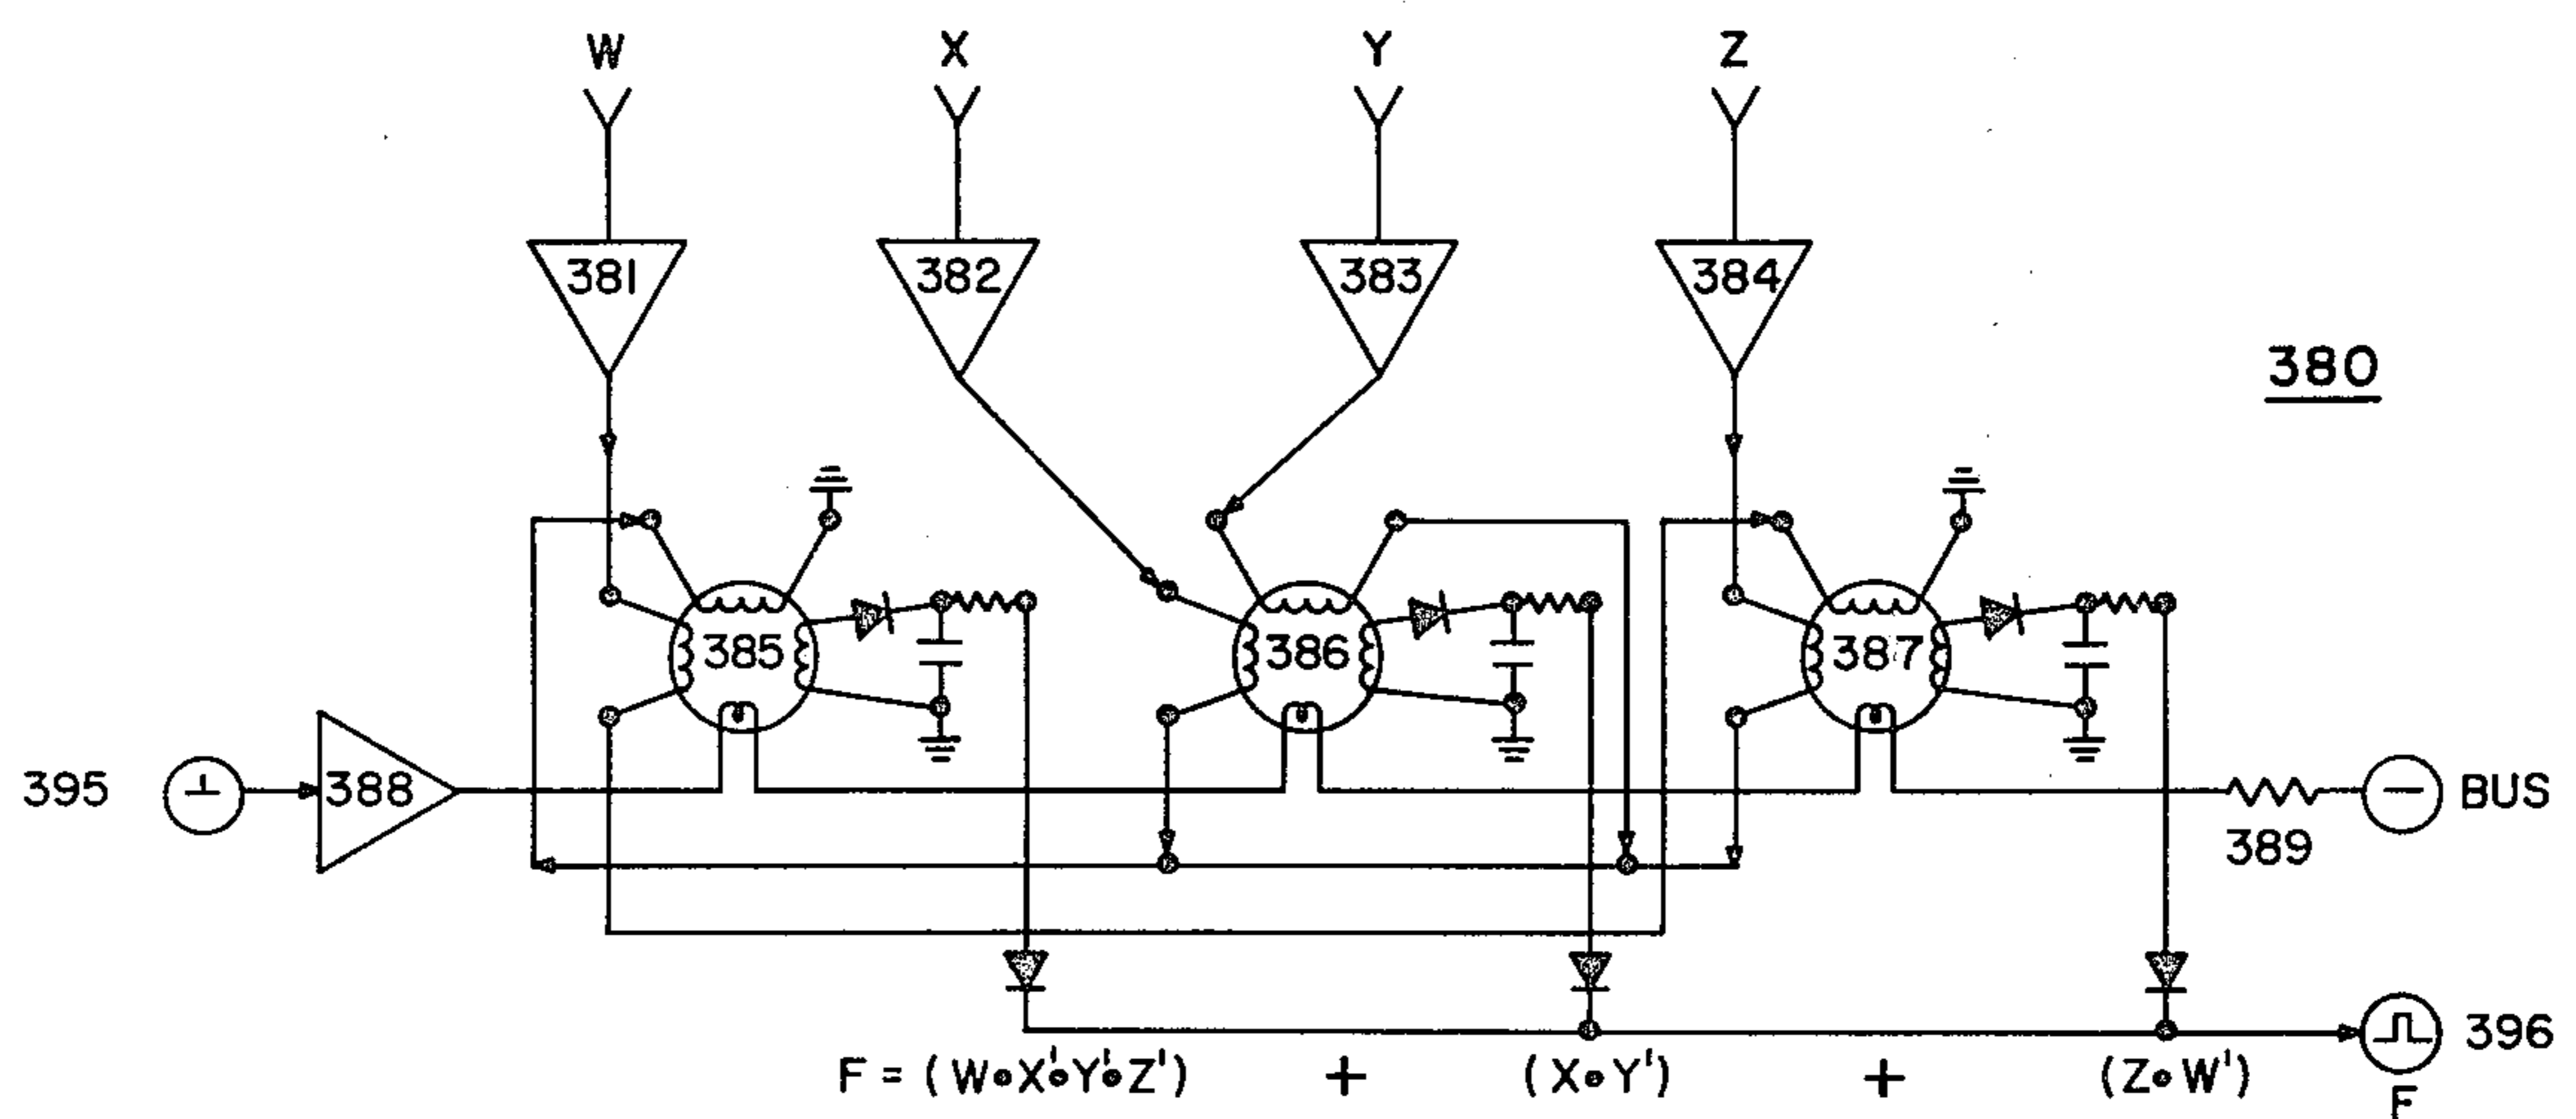 W X Y Z
381 382 383 384
380
385 386 387
395 388 BUS
389
396
F = (W•X'•Y'•Z') + (X•Y') + (Z•W')
F